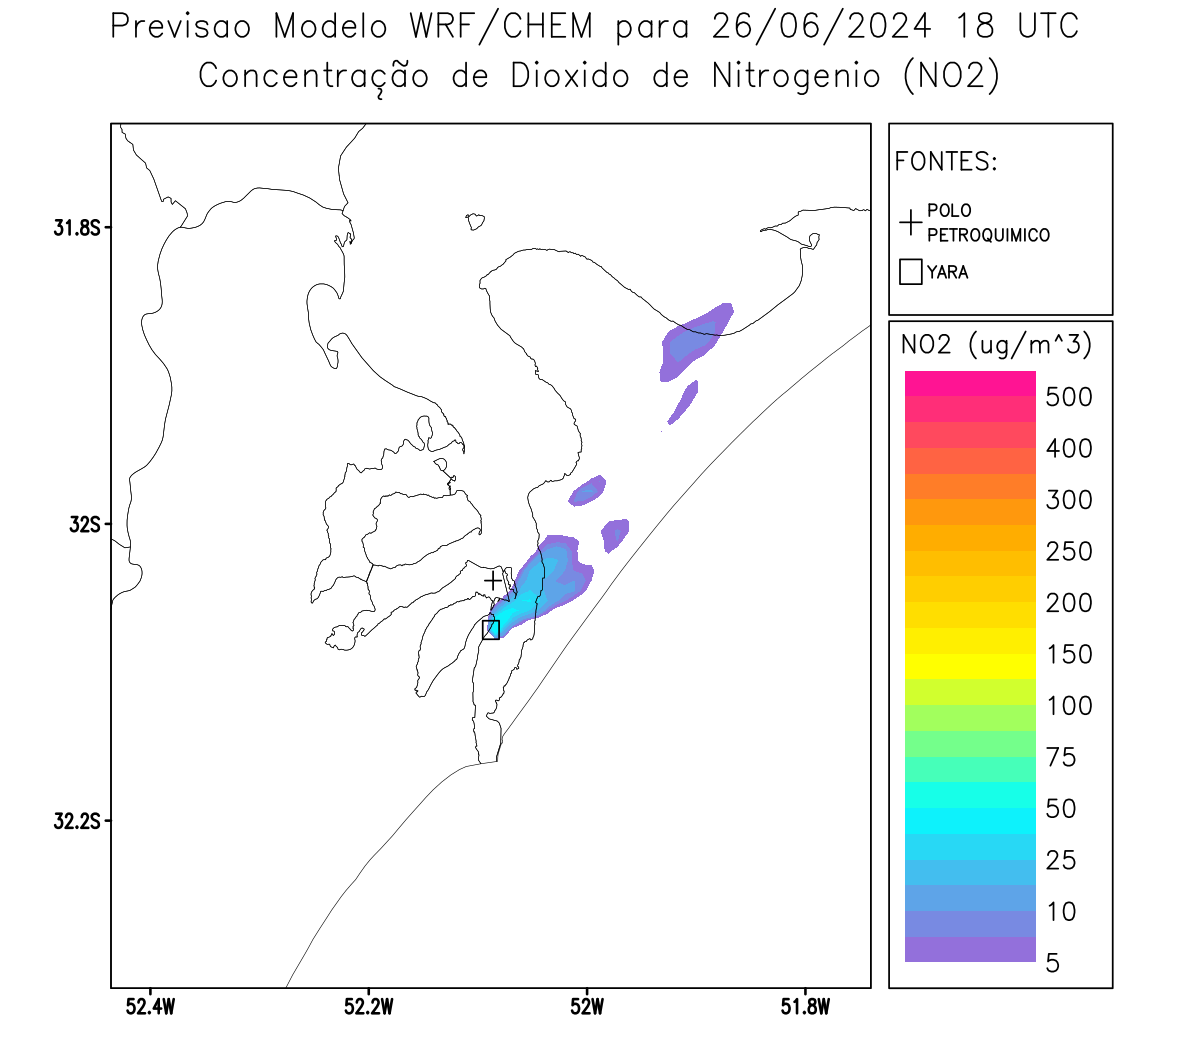 Previsao Modelo WRF/CHEM para 26/06/2024 18 UTC
Concentração de Dioxido de Nitrogenio (NO2)
FONTES:
POLO
PETROQUIMICO
YARA
NO2 (ug/m^3)
500
400
300
250
200
150
100
75
50
25
10
5
31.8S
32S
32.2S
52.4W
52.2W
52W
51.8W